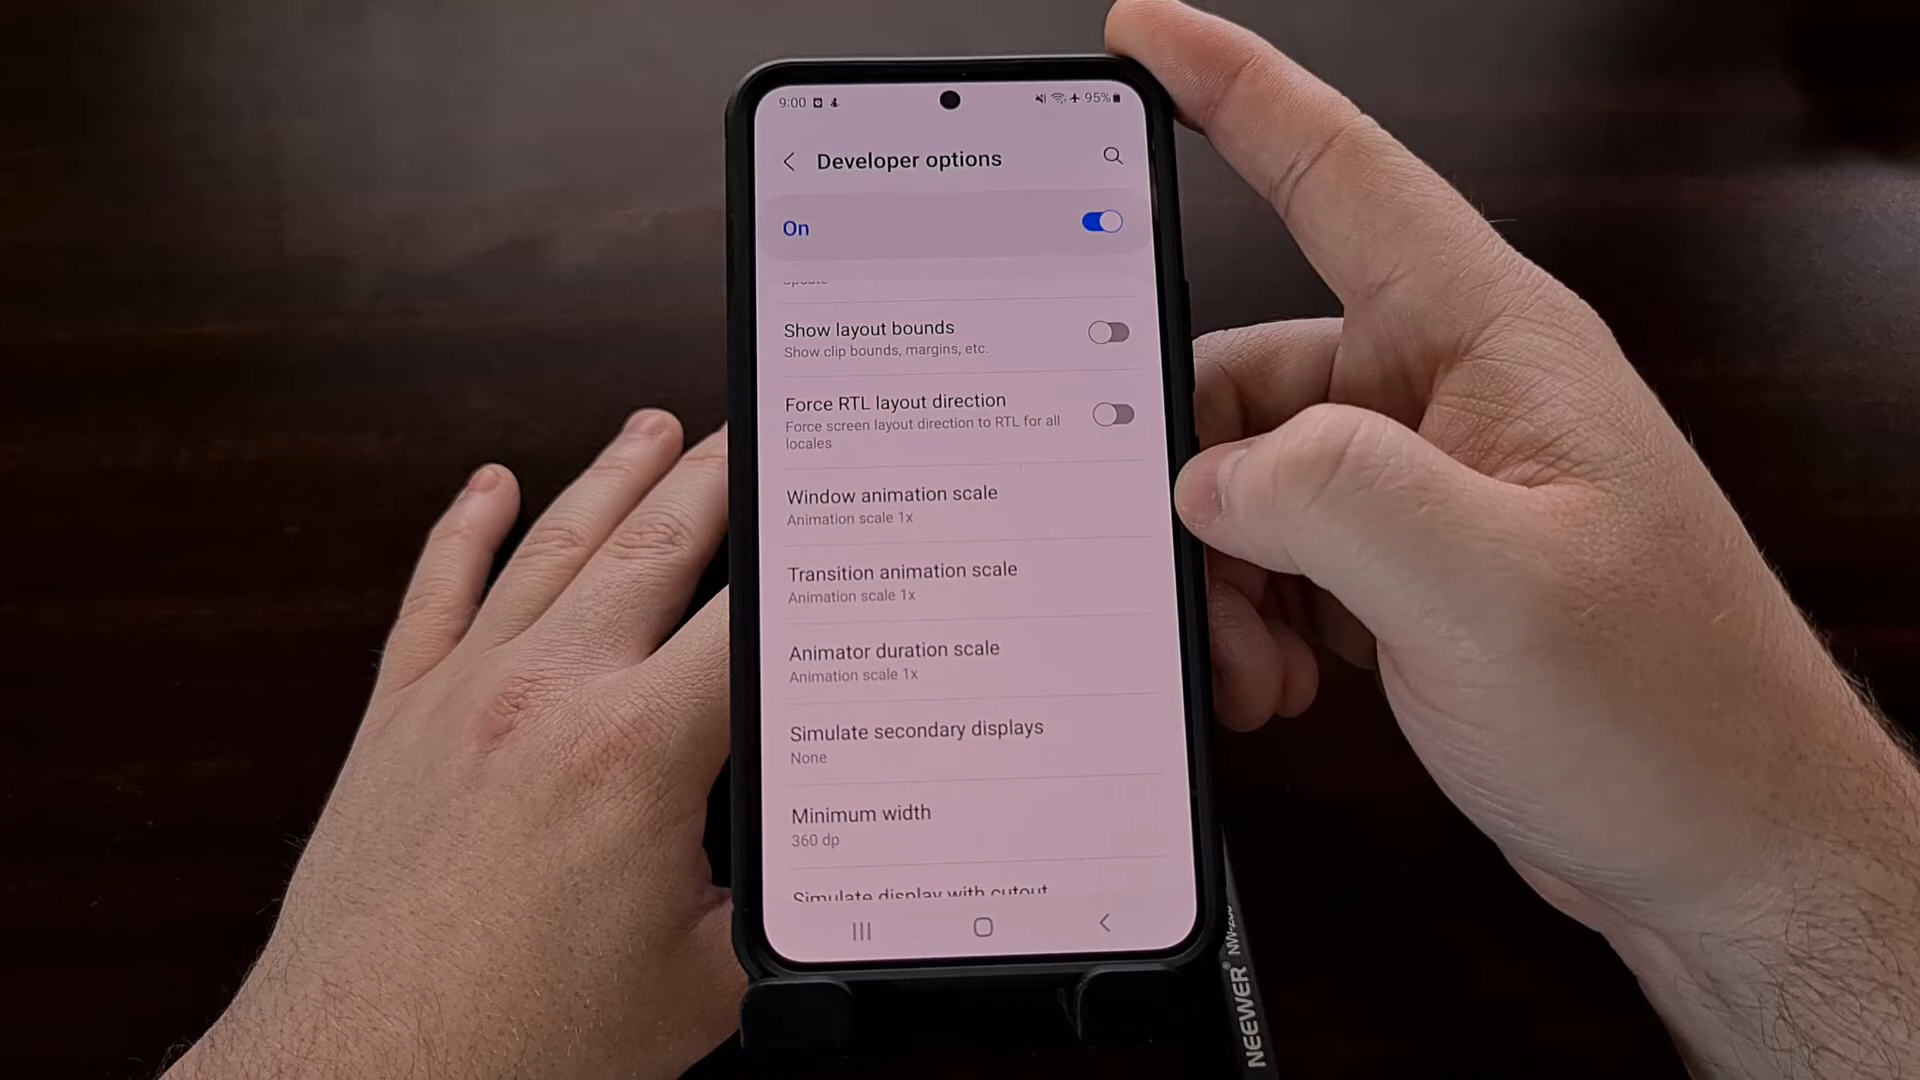 9:00
95%
Developer options
On
update
Show layout bounds
Show clip bounds, margins, etc.
Force RTL layout direction
Force screen layout direction to RTL for all
locales
Window animation scale
Animation scale 1x
Transition animation scale
Animation scale 1x
Animator duration scale
Animation scale 1x
Simulate secondary displays
None
Minimum width
360 dp
Simulate display with cutout
NEEWER®